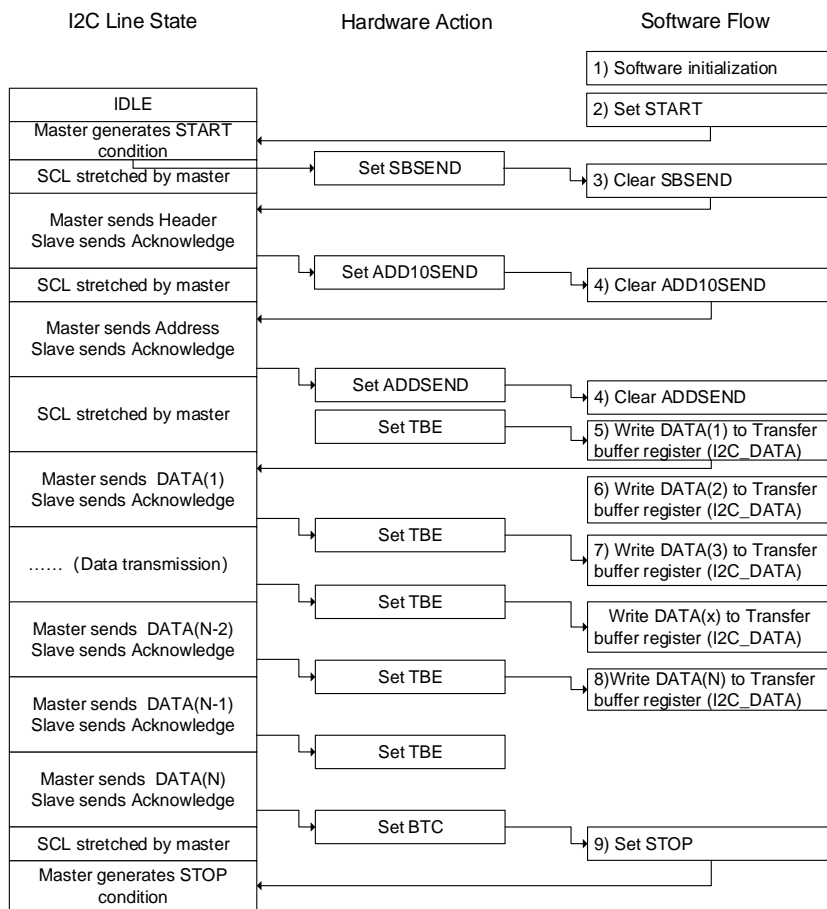 I2C Line State
Hardware Action
Software Flow
1) Software initialization
IDLE
2) Set START
Master generates START
condition
SCL stretched by master
Set SBSEND
3) Clear SBSEND
Master sends Header
Slave sends Acknowledge
SCL stretched by master
Set ADD10SEND
4) Clear ADD10SEND
Master sends Address
Slave sends Acknowledge
SCL stretched by master
Set ADDSEND
4) Clear ADDSEND
Set TBE
5) Write DATA(1) to Transfer
buffer register (I2C_DATA)
Master sends  DATA(1)
Slave sends Acknowledge
6) Write DATA(2) to Transfer
buffer register (I2C_DATA)
Set TBE
7) Write DATA(3) to Transfer
buffer register (I2C_DATA)
…… (Data transmission)
Set TBE
Write DATA(x) to Transfer
buffer register (I2C_DATA)
Master sends  DATA(N-2)
Slave sends Acknowledge
Set TBE
8)Write DATA(N) to Transfer
buffer register (I2C_DATA)
Master sends  DATA(N-1)
Slave sends Acknowledge
Set TBE
Master sends  DATA(N)
Slave sends Acknowledge
Set BTC
SCL stretched by master
9) Set STOP
Master generates STOP
condition